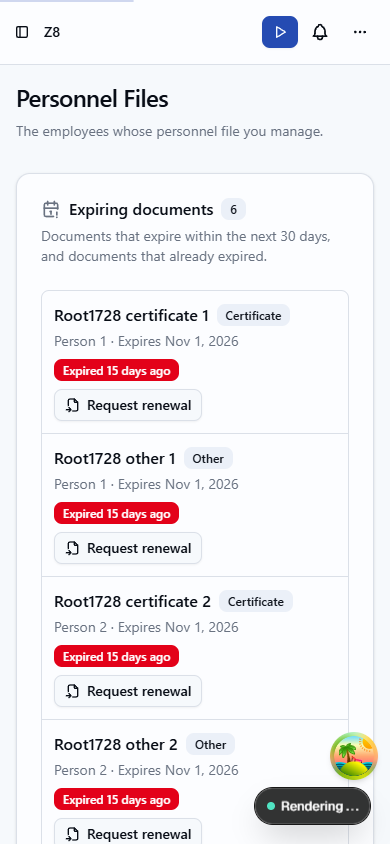 Z8
Personnel Files
The employees whose personnel file you manage.
Expiring documents 6
Documents that expire within the next 30 days,
and documents that already expired.
Root1728 certificate 1 Certificate
Person 1 · Expires Nov 1, 2026
Expired 15 days ago
Request renewal
Root1728 other 1 Other
Person 1 · Expires Nov 1, 2026
Expired 15 days ago
Request renewal
Root1728 certificate 2 Certificate
Person 2 · Expires Nov 1, 2026
Expired 15 days ago
Request renewal
Root1728 other 2 Other
Person 2 · Expires Nov 1, 2026
Expired 15 days ago
Rendering ...
Request renewal